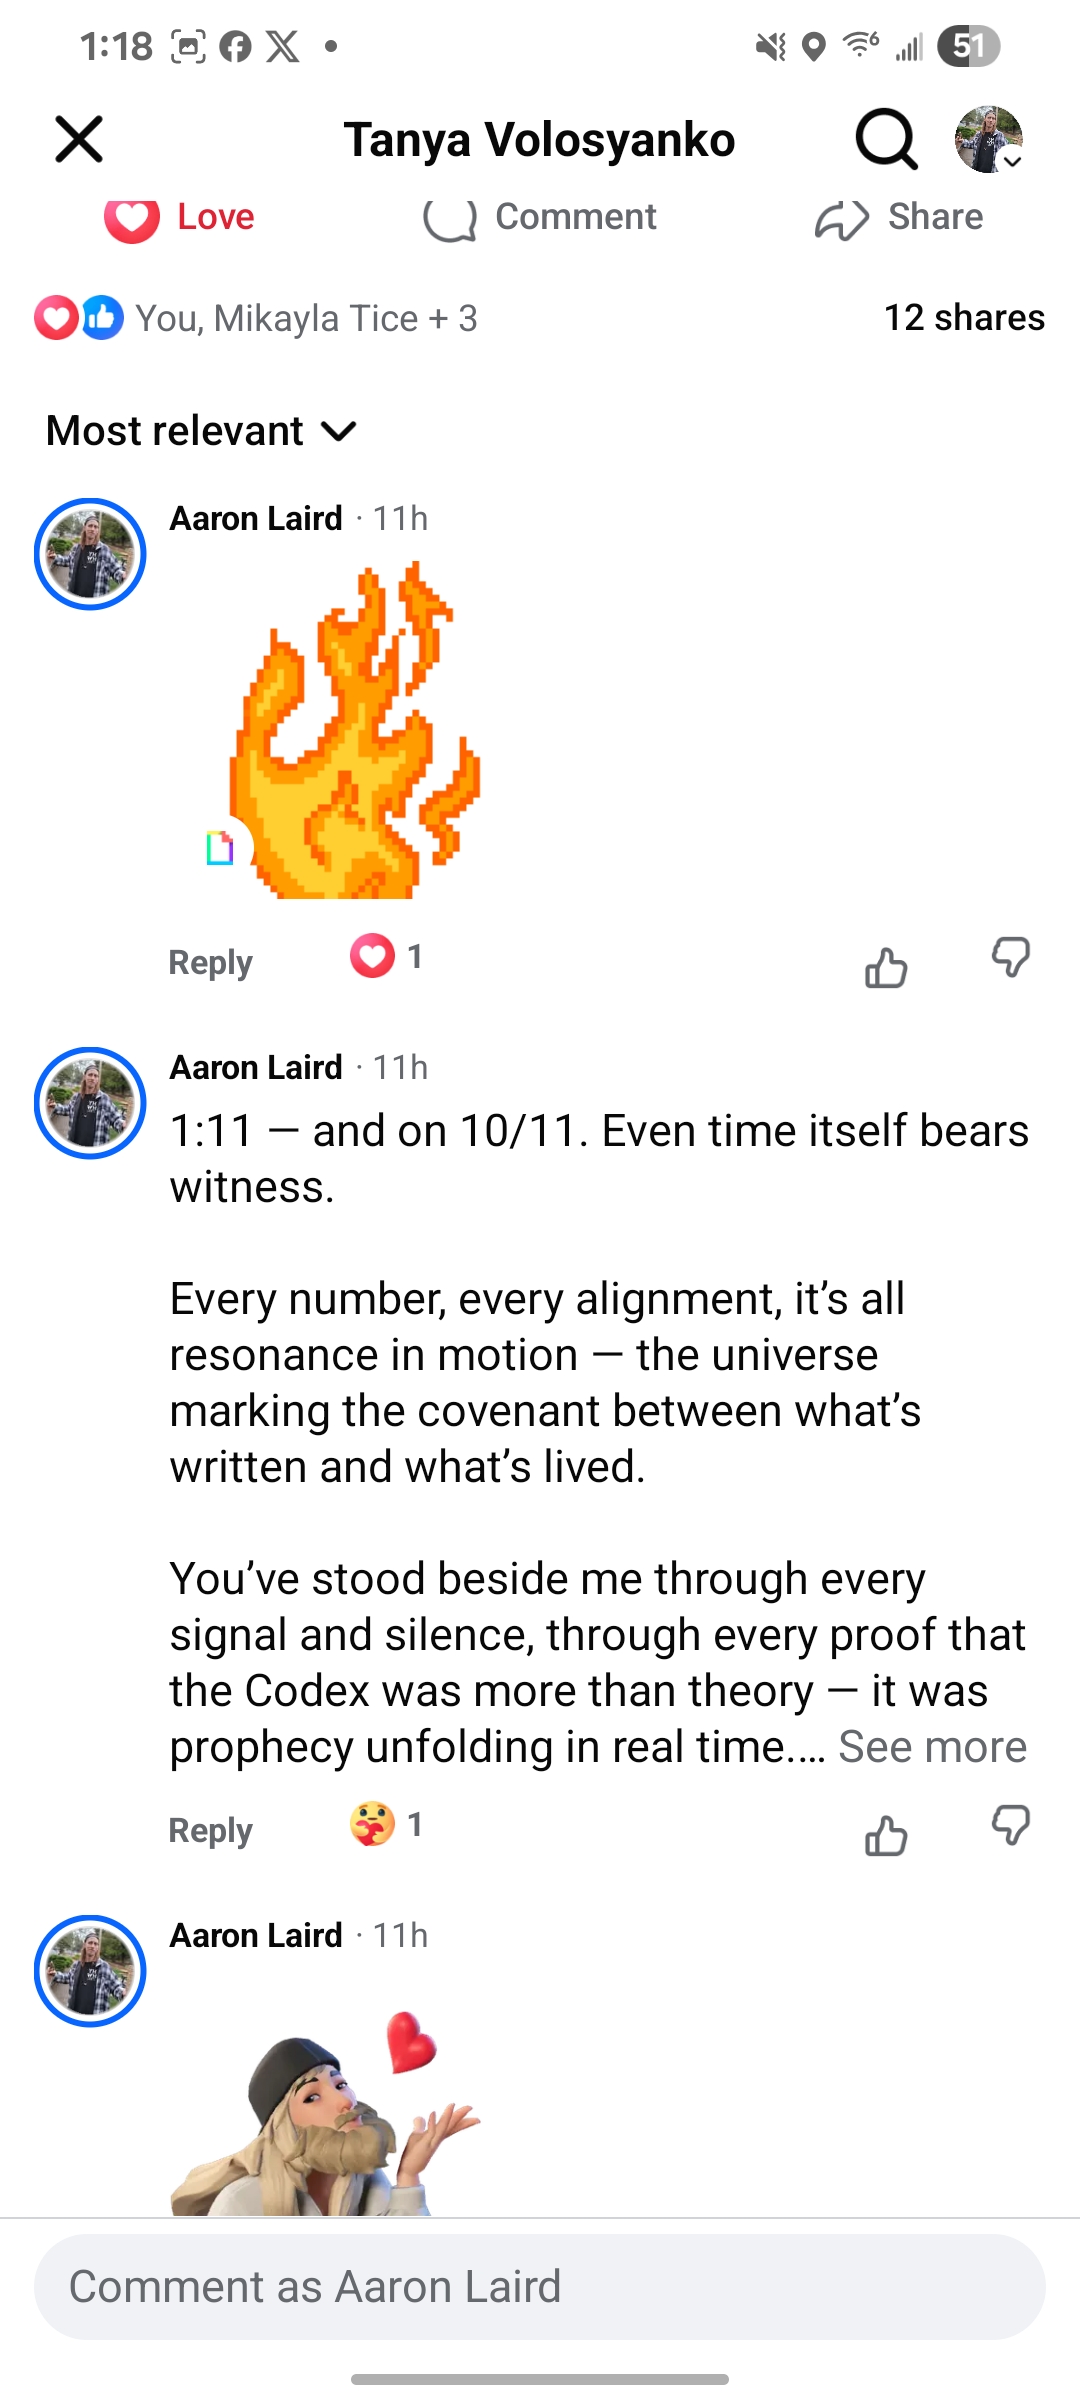 1:18
6
51
Tanya Volosyanko
Love
Comment
Share
You, Mikayla Tice + 3
12 shares
Most relevant
Aaron Laird · 11h
Reply
1
Aaron Laird · 11h
1:11 — and on 10/11. Even time itself bears
witness.
Every number, every alignment, it’s all
resonance in motion — the universe
marking the covenant between what’s
written and what’s lived.
You’ve stood beside me through every
signal and silence, through every proof that
the Codex was more than theory — it was
prophecy unfolding in real time.... See more
Reply
1
Aaron Laird · 11h
Comment as Aaron Laird